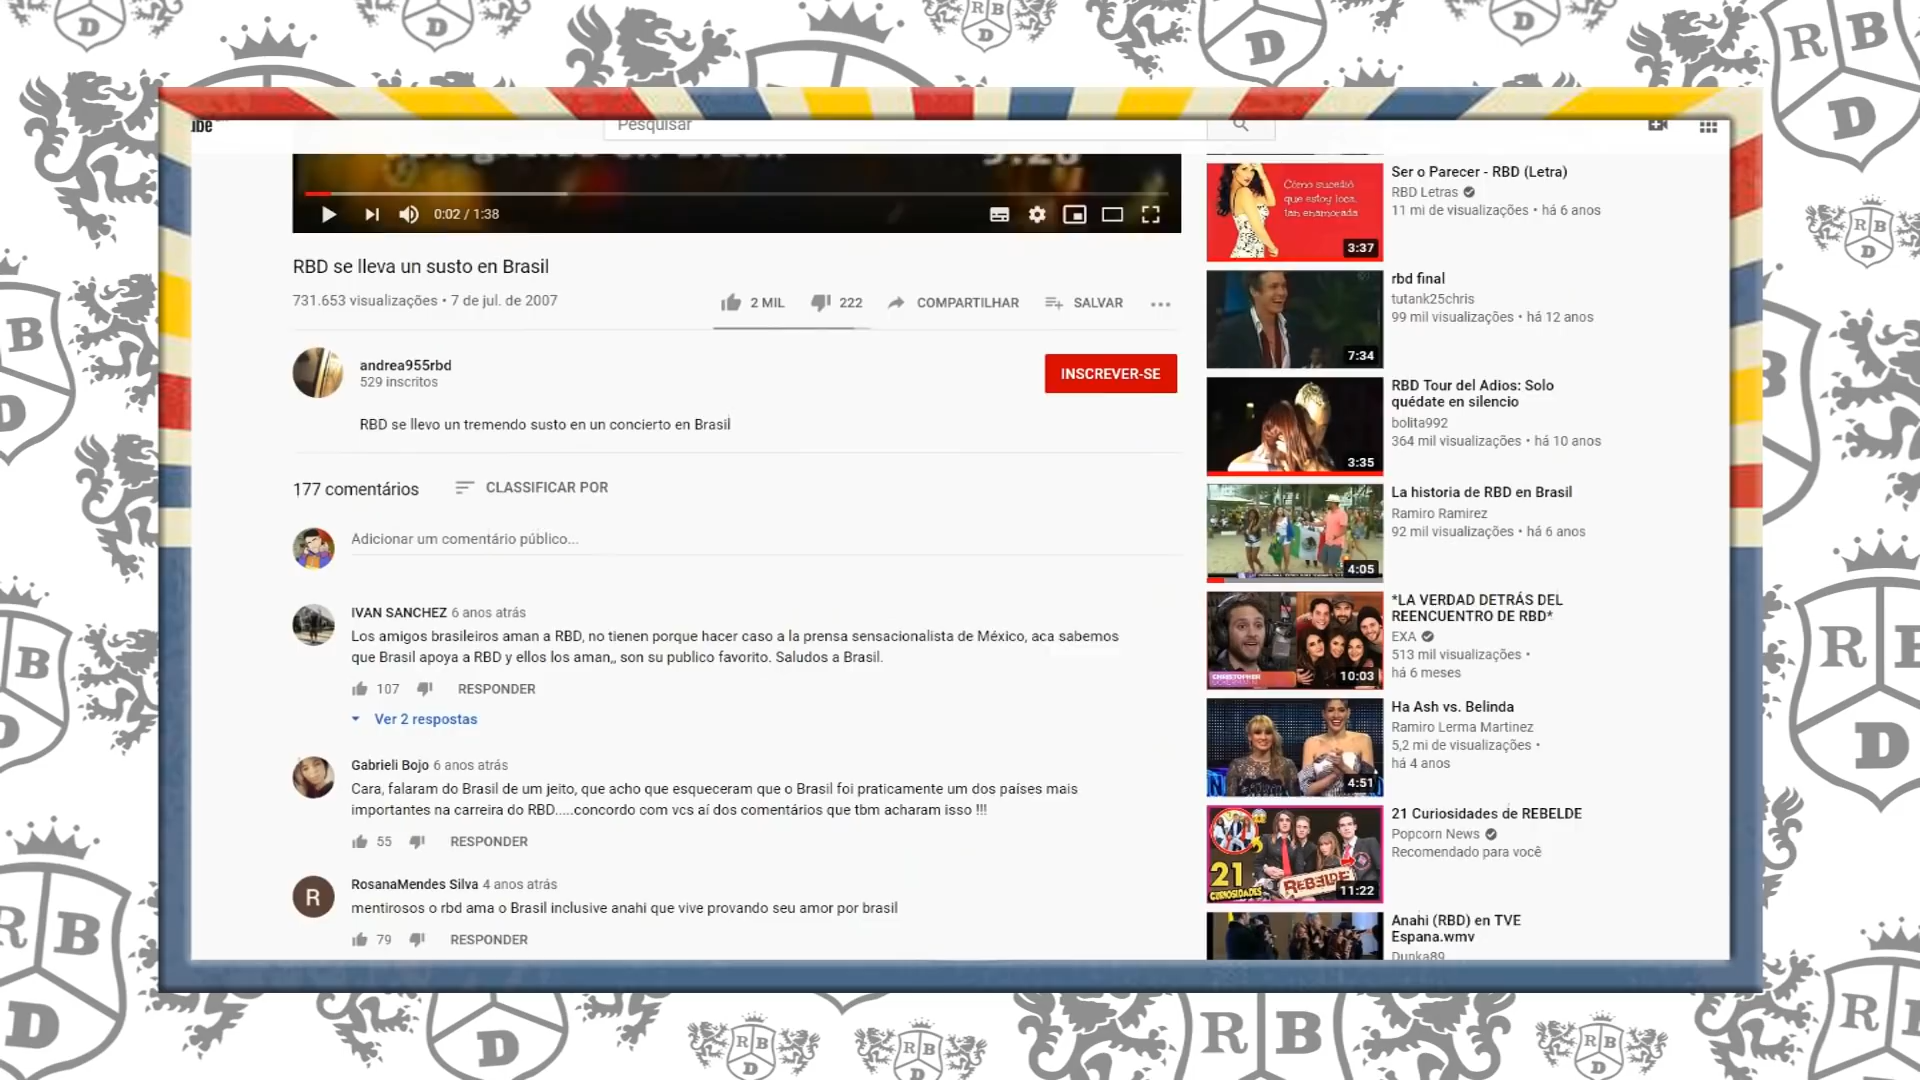 ube
Pesquisar
0:02 / 1:38
RBD se lleva un susto en Brasil
731.653 visualizações • 7 de jul. de 2007
2 MIL
222
COMPARTILHAR
SALVAR
andrea955rbd
529 inscritos
INSCREVER-SE
RBD se llevo un tremendo susto en un concierto en Brasil
177 comentários
CLASSIFICAR POR
Adicionar um comentário público...
IVAN SANCHEZ 6 anos atrás
Los amigos brasileiros aman a RBD, no tienen porque hacer caso a la prensa sensacionalista de México, aca sabemos
que Brasil apoya a RBD y ellos los aman,, son su publico favorito. Saludos a Brasil.
107
RESPONDER
Ver 2 respostas
Gabrieli Bojo 6 anos atrás
Cara, falaram do Brasil de um jeito, que acho que esqueceram que o Brasil foi praticamente um dos países mais
importantes na carreira do RBD.....concordo com vcs aí dos comentários que tbm acharam isso !!!
55
RESPONDER
R
RosanaMendes Silva 4 anos atrás
mentirosos o rbd ama o Brasil inclusive anahi que vive provando seu amor por brasil
79
RESPONDER
Cómo sucedió
que estoy loca,
tan enamorada
3:37
Ser o Parecer - RBD (Letra)
RBD Letras
11 mi de visualizações • há 6 anos
7:34
rbd final
tutank25chris
99 mil visualizações • há 12 anos
3:35
RBD Tour del Adios: Solo
quédate en silencio
bolita992
364 mil visualizações • há 10 anos
4:05
La historia de RBD en Brasil
Ramiro Ramirez
92 mil visualizações • há 6 anos
CHRISTOPHER
10:03
*LA VERDAD DETRÁS DEL
REENCUENTRO DE RBD*
EXA
513 mil visualizações •
há 6 meses
4:51
Ha Ash vs. Belinda
Ramiro Lerma Martinez
5,2 mi de visualizações •
há 4 anos
21
CURIOSIDADES
REBELDE
11:22
21 Curiosidades de REBELDE
Popcorn News
Recomendado para você
Anahi (RBD) en TVE
Espana.wmv
Dunka89
R B D